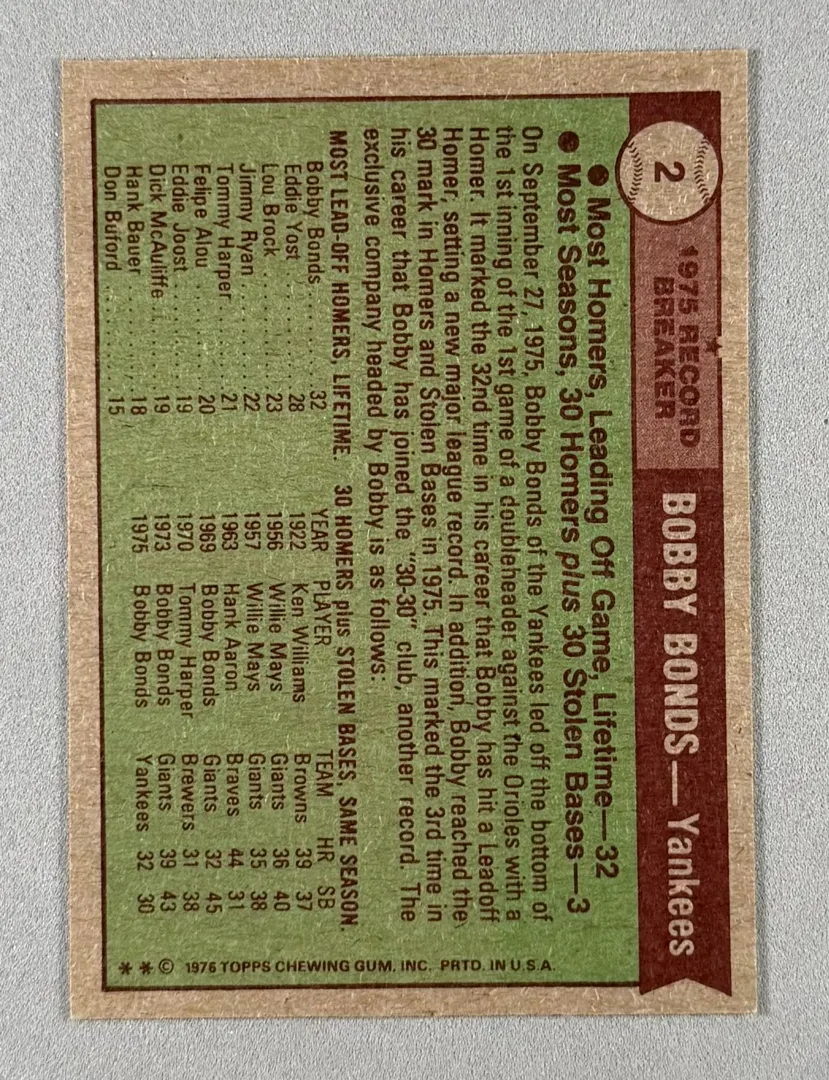 2
1975 RECORD
BREAKER
BOBBY BONDS—Yankees
● Most Homers, Leading Off Game, Lifetime—32
● Most Seasons, 30 Homers plus 30 Stolen Bases—3
On September 27, 1975, Bobby Bonds of the Yankees led off the bottom of
the 1st inning of the 1st game of a doubleheader against the Orioles with a
Homer. It marked the 32nd time in his career that Bobby has hit a Leadoff
Homer, setting a new major league record. In addition, Bobby reached the
30 mark in Homers and Stolen Bases in 1975. This marked the 3rd time in
his career that Bobby has joined the "30-30" club, another record. The
exclusive company headed by Bobby is as follows:
MOST LEAD-OFF HOMERS, LIFETIME.
Bobby Bonds 32
Eddie Yost 28
Lou Brock 23
Jimmy Ryan 22
Tommy Harper 21
Felipe Alou 20
Eddie Joost 19
Dick McAuliffe 19
Hank Bauer 18
Don Buford 15
30 HOMERS plus STOLEN BASES, SAME SEASON.
YEAR PLAYER TEAM HR SB
1922 Ken Williams Browns 39 37
1956 Willie Mays Giants 36 40
1957 Willie Mays Giants 35 38
1963 Hank Aaron Braves 44 31
1969 Bobby Bonds Giants 32 45
1970 Tommy Harper Brewers 31 38
1973 Bobby Bonds Giants 39 43
1975 Bobby Bonds Yankees 32 30
* * © 1976 TOPPS CHEWING GUM, INC. PRTD. IN U.S.A.